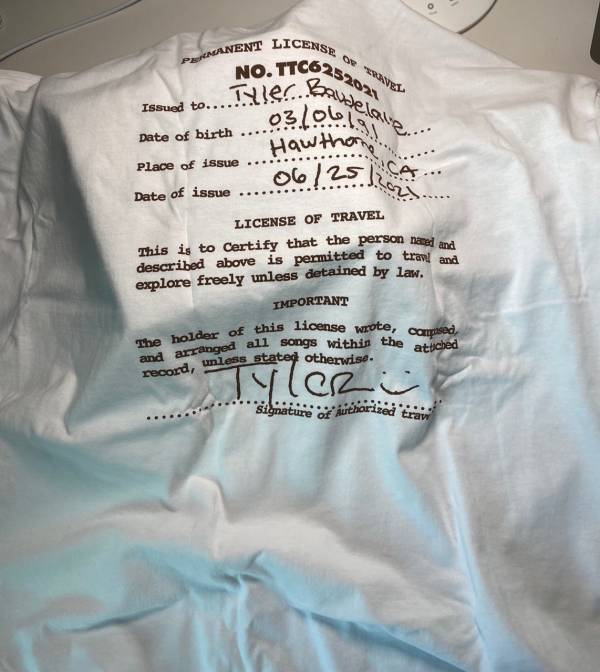 PERMANENT LICENSE OF TRAVEL
NO. TTC6252021
Issued to..... Tyler Baudelaire....
Date of birth ..... 03/06/91.....
Place of issue ..... Hawthorne, CA...
Date of issue ..... 06/25/2021.....
LICENSE OF TRAVEL
This is to Certify that the person named and
described above is permitted to travel and
explore freely unless detained by law.
IMPORTANT
The holder of this license wrote, composed,
and arranged all songs within the attached
record, unless stated otherwise.
TYLER
Signature of authorized trav